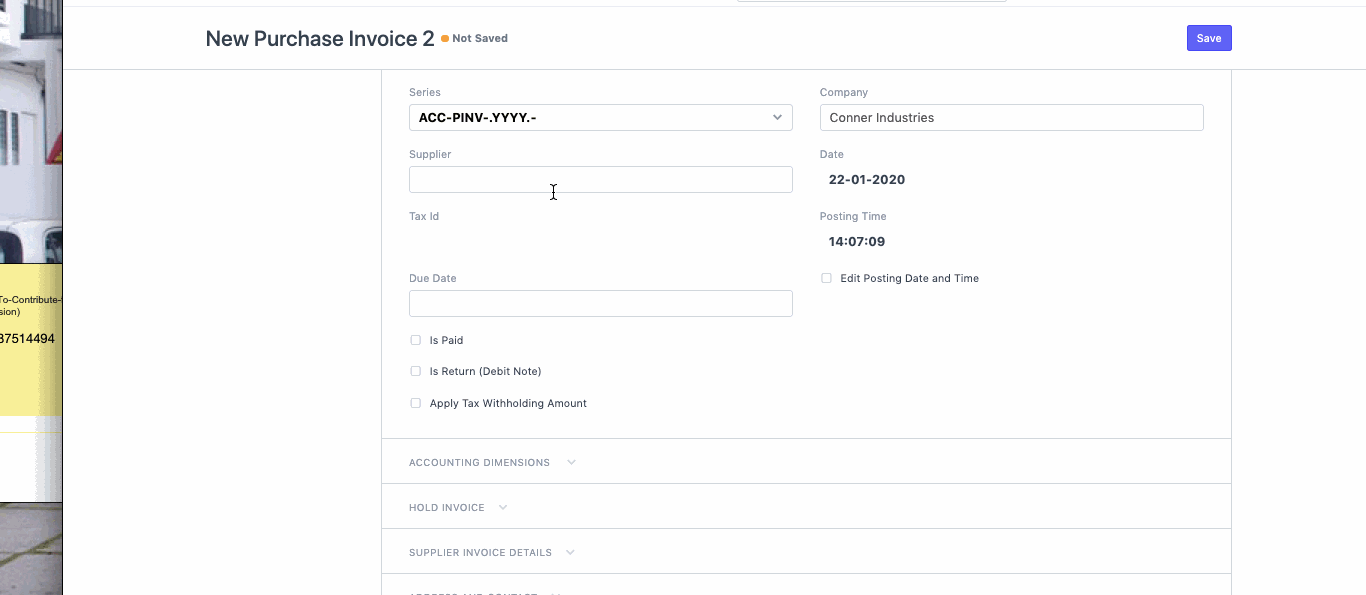 New Purchase Invoice 2
Not Saved
Save
Series
Company
ACC-PINV-.YYYY.-
Conner Industries
Supplier
Date
22-01-2020
Tax Id
Posting Time
14:07:09
Due Date
Edit Posting Date and Time
Is Paid
Is Return (Debit Note)
Apply Tax Withholding Amount
ACCOUNTING DIMENSIONS
HOLD INVOICE
SUPPLIER INVOICE DETAILS
To-Contribute-
sion)
37514494